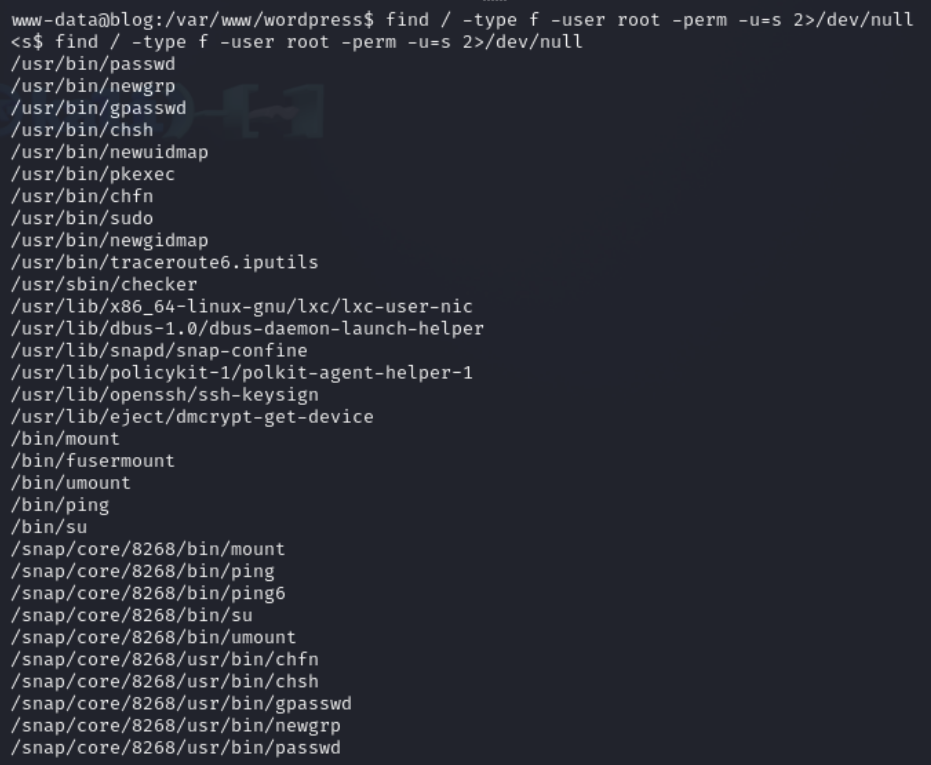 www-data@blog:/var/www/wordpress$ find / -type f -user root -perm -u=s 2>/dev/null
<s$ find / -type f -user root -perm -u=s 2>/dev/null
/usr/bin/passwd
/usr/bin/newgrp
/usr/bin/gpasswd
/usr/bin/chsh
/usr/bin/newuidmap
/usr/bin/pkexec
/usr/bin/chfn
/usr/bin/sudo
/usr/bin/newgidmap
/usr/bin/traceroute6.iputils
/usr/sbin/checker
/usr/lib/x86_64-linux-gnu/lxc/lxc-user-nic
/usr/lib/dbus-1.0/dbus-daemon-launch-helper
/usr/lib/snapd/snap-confine
/usr/lib/policykit-1/polkit-agent-helper-1
/usr/lib/openssh/ssh-keysign
/usr/lib/eject/dmcrypt-get-device
/bin/mount
/bin/fusermount
/bin/umount
/bin/ping
/bin/su
/snap/core/8268/bin/mount
/snap/core/8268/bin/ping
/snap/core/8268/bin/ping6
/snap/core/8268/bin/su
/snap/core/8268/bin/umount
/snap/core/8268/usr/bin/chfn
/snap/core/8268/usr/bin/chsh
/snap/core/8268/usr/bin/gpasswd
/snap/core/8268/usr/bin/newgrp
/snap/core/8268/usr/bin/passwd